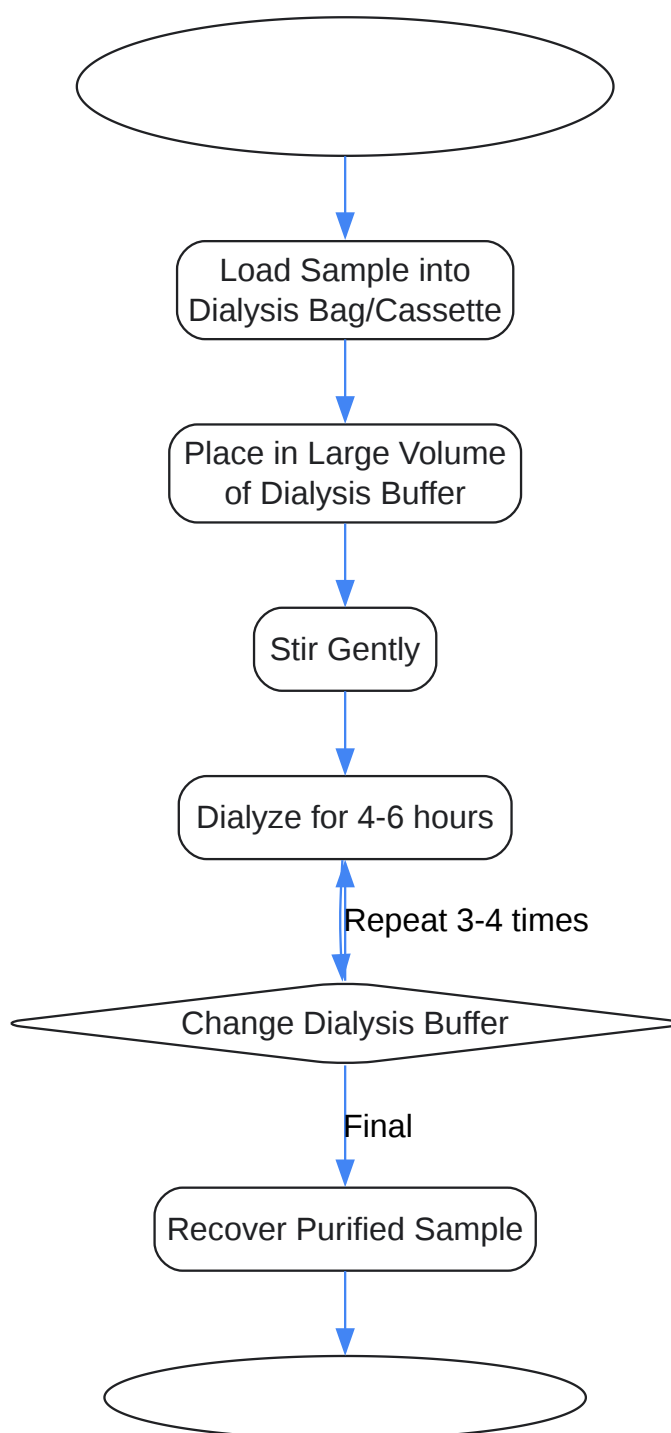 Load Sample into
Dialysis Bag/Cassette
Place in Large Volume
of Dialysis Buffer
Stir Gently
Dialyze for 4-6 hours
Repeat 3-4 times
Change Dialysis Buffer
Final
Recover Purified Sample